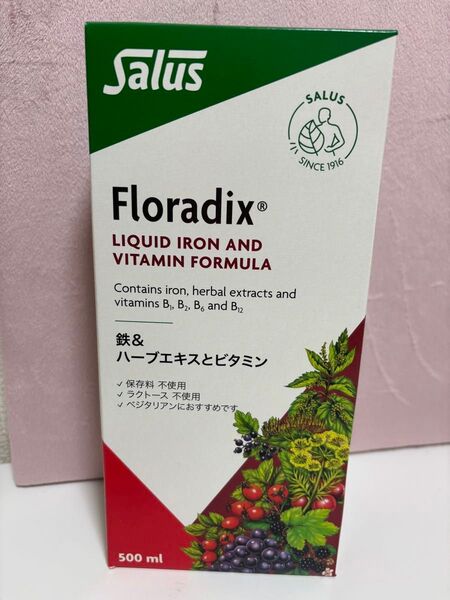 Salus
SALUS
SINCE 1916
Floradix®
LIQUID IRON AND
VITAMIN FORMULA
Contains iron, herbal extracts and
vitamins B₁, B₂, B₆ and B₁₂
鉄&
ハーブエキスとビタミン
✓ 保存料 不使用
✓ ラクトース 不使用
✓ ベジタリアンにおすすめです
500 ml